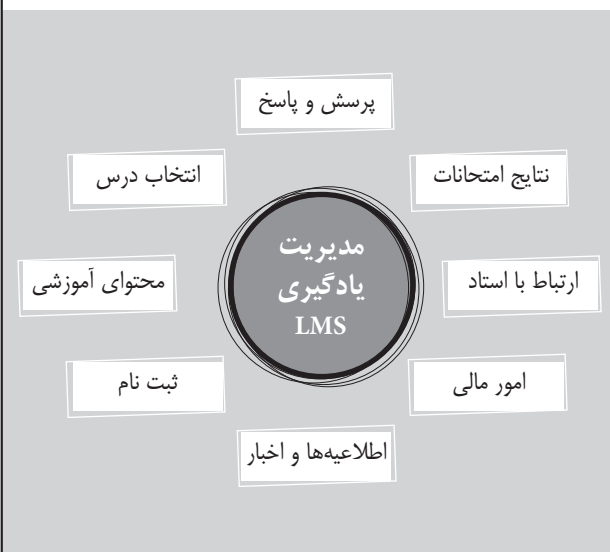 پرسش و پاسخ
نتایج امتحانات
انتخاب درس
مدیریت
یادگیری
LMS
ارتباط با استاد
محتوای آموزشی
امور مالی
ثبت نام
اطلاعیه‌ها و اخبار